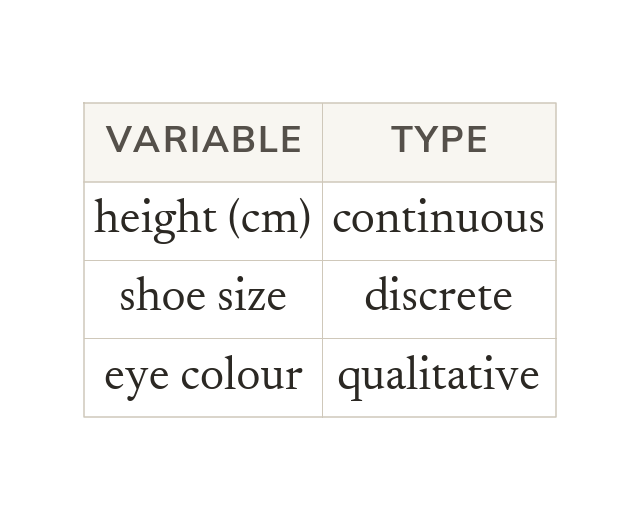 VARIABLE TYPE
height (cm) continuous
shoe size discrete
eye colour qualitative